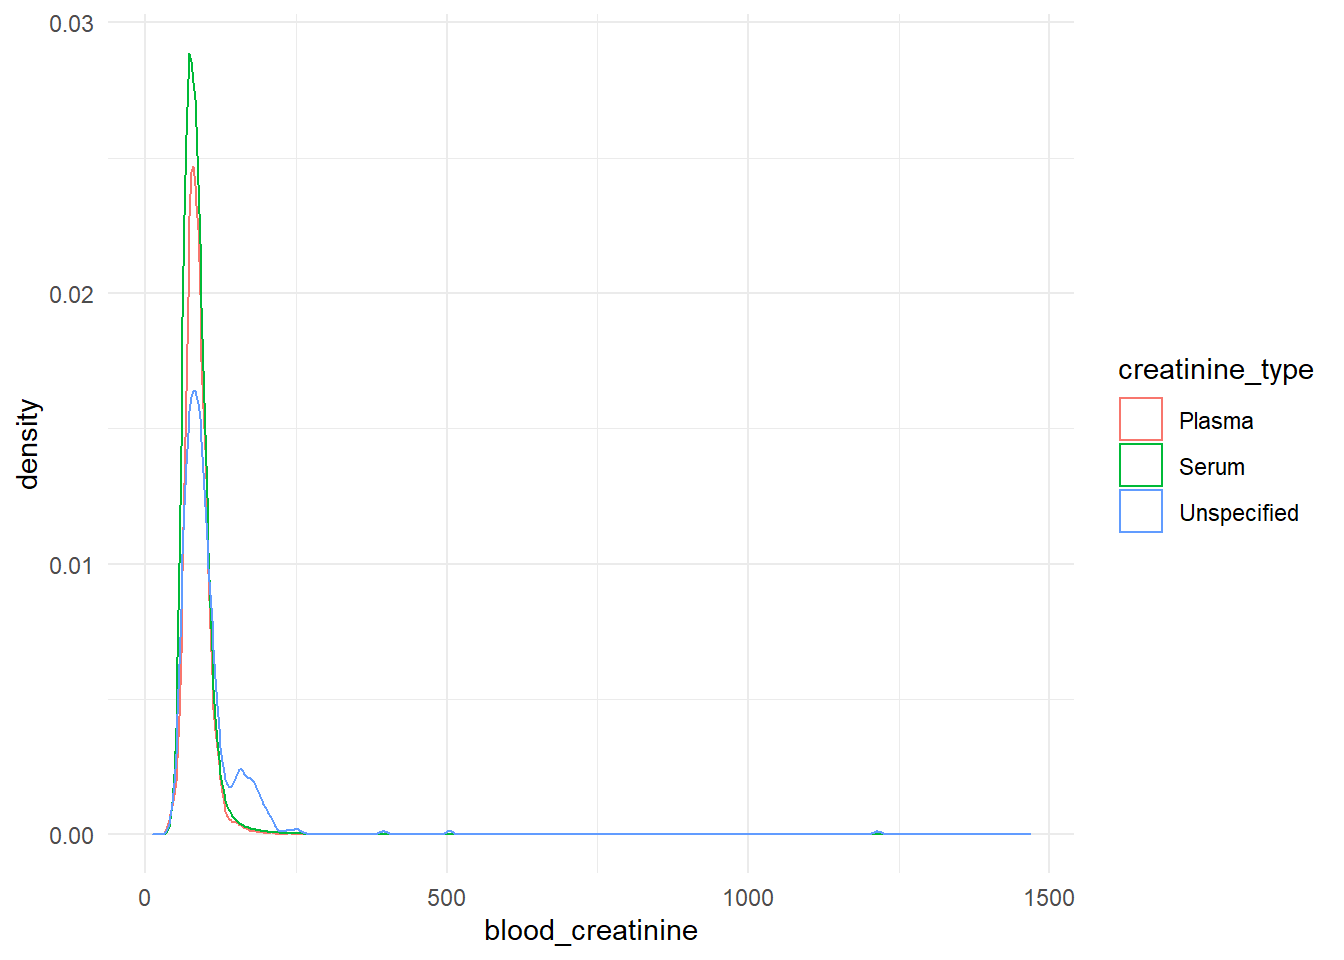 0.03
0.02
0.01
0.00
density
0
500
1000
1500
blood_creatinine
creatinine_type
Plasma
Serum
Unspecified